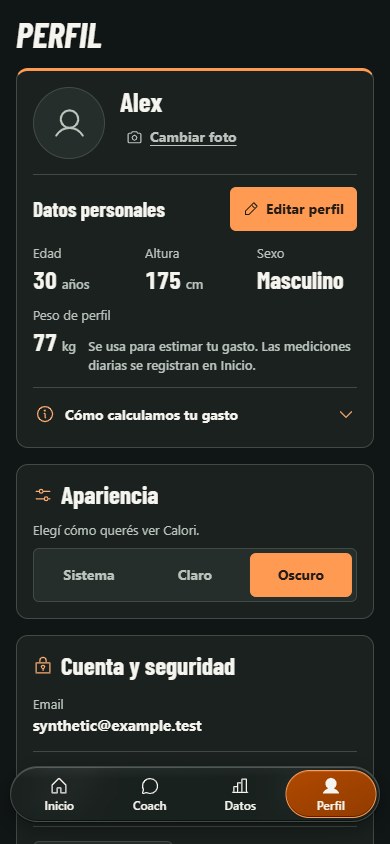 PERFIL
Alex
Cambiar foto
Datos personales
Editar perfil
Edad
Altura
Sexo
30 años
175 cm
Masculino
Peso de perfil
77 kg
Se usa para estimar tu gasto. Las mediciones
diarias se registran en Inicio.
Cómo calculamos tu gasto
Apariencia
Elegí cómo querés ver Calori.
Sistema
Claro
Oscuro
Cuenta y seguridad
Email
synthetic@example.test
Inicio
Coach
Datos
Perfil